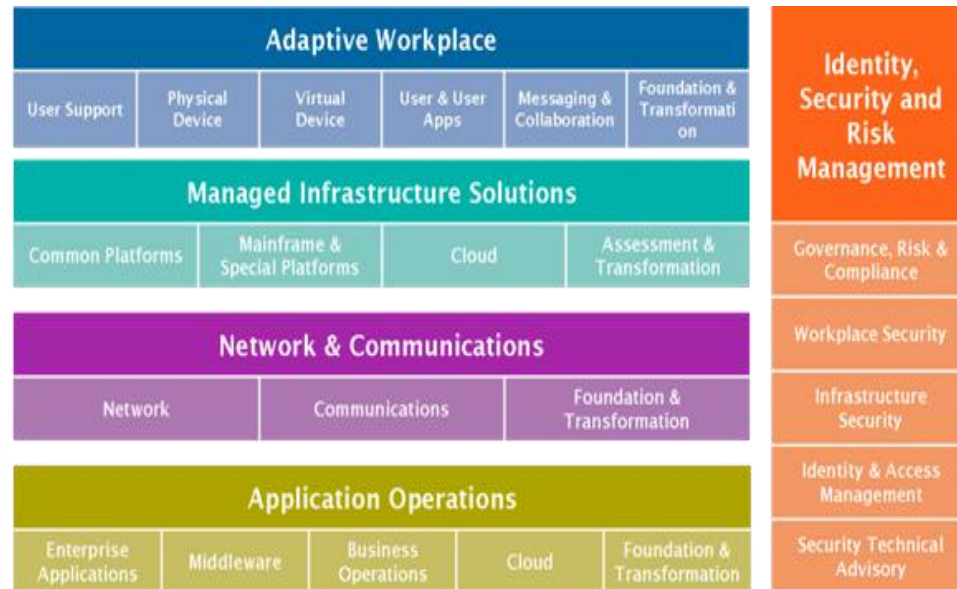 Adaptive Workplace
User Support
Physical
Device
Virtual
Device
User & User
Apps
Messaging &
Collaboration
Foundation &
Transformati
on
Managed Infrastructure Solutions
Common Platforms
Mainframe &
Special Platforms
Cloud
Assessment &
Transformation
Network & Communications
Network
Communications
Foundation &
Transformation
Application Operations
Enterprise
Applications
Middleware
Business
Operations
Cloud
Foundation &
Transformation
Identity,
Security and
Risk
Management
Governance, Risk &
Compliance
Workplace Security
Infrastructure
Security
Identity & Access
Management
Security Technical
Advisory